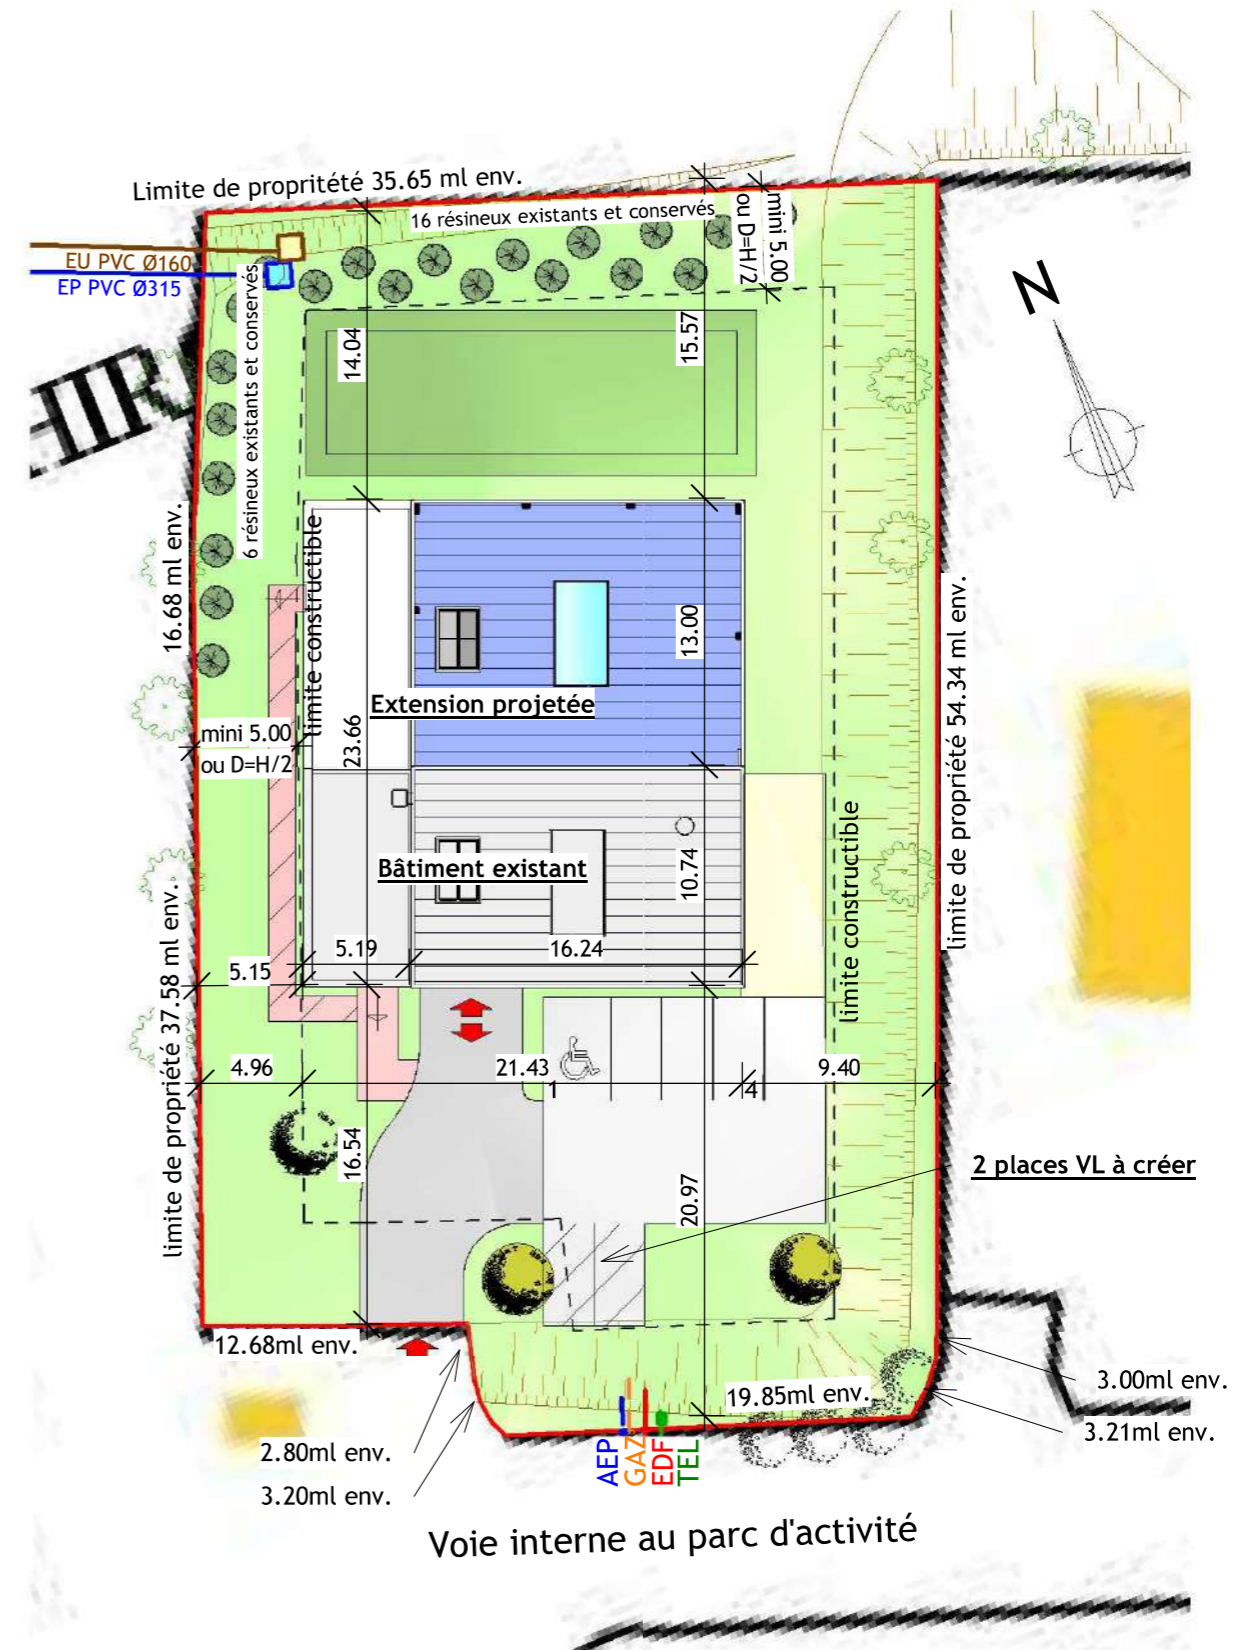 Limite de propritété 35.65 ml env.
16 résineux existants et conservés
mini 5.00
ou D=H/2
EU PVC Ø160
EP PVC Ø315
6 résineux existants et conservés
N
14.04
15.57
HIR
16.68 ml env.
limite constructible
13.00
Extension projetée
mini 5.00
ou D=H/2
23.66
limite de propriété 54.34 ml env.
limite constructible
Bâtiment existant
10.74
5.19
16.24
5.15
limite de propriété 37.58 ml env.
4.96
21.43
1
4
9.40
16.54
20.97
2 places VL à créer
12.68ml env.
19.85ml env.
3.00ml env.
3.21ml env.
2.80ml env.
3.20ml env.
AEP
GAZ
EDF
TEL
Voie interne au parc d'activité